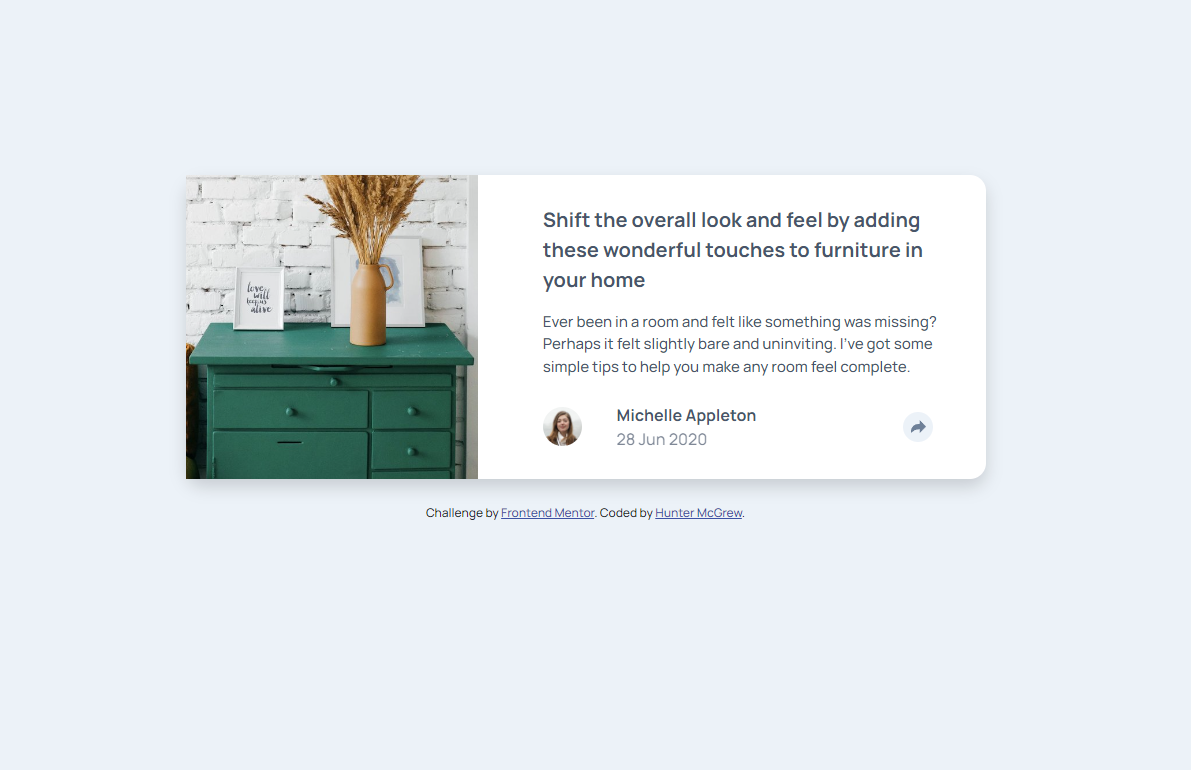 love
will
keep us
alive
Shift the overall look and feel by adding
these wonderful touches to furniture in
your home
Ever been in a room and felt like something was missing?
Perhaps it felt slightly bare and uninviting. I've got some
simple tips to help you make any room feel complete.
Michelle Appleton
28 Jun 2020
Challenge by Frontend Mentor. Coded by Hunter McGrew.